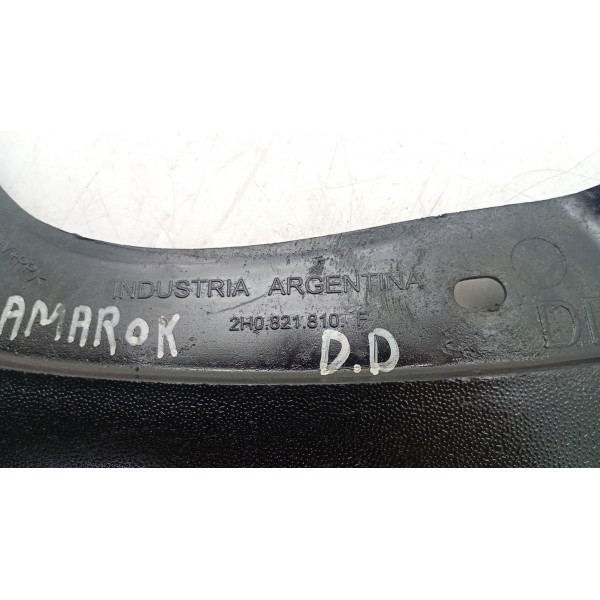 INDUSTRIA ARGENTINA
2H0.821.810. F
AMAROK
D.D